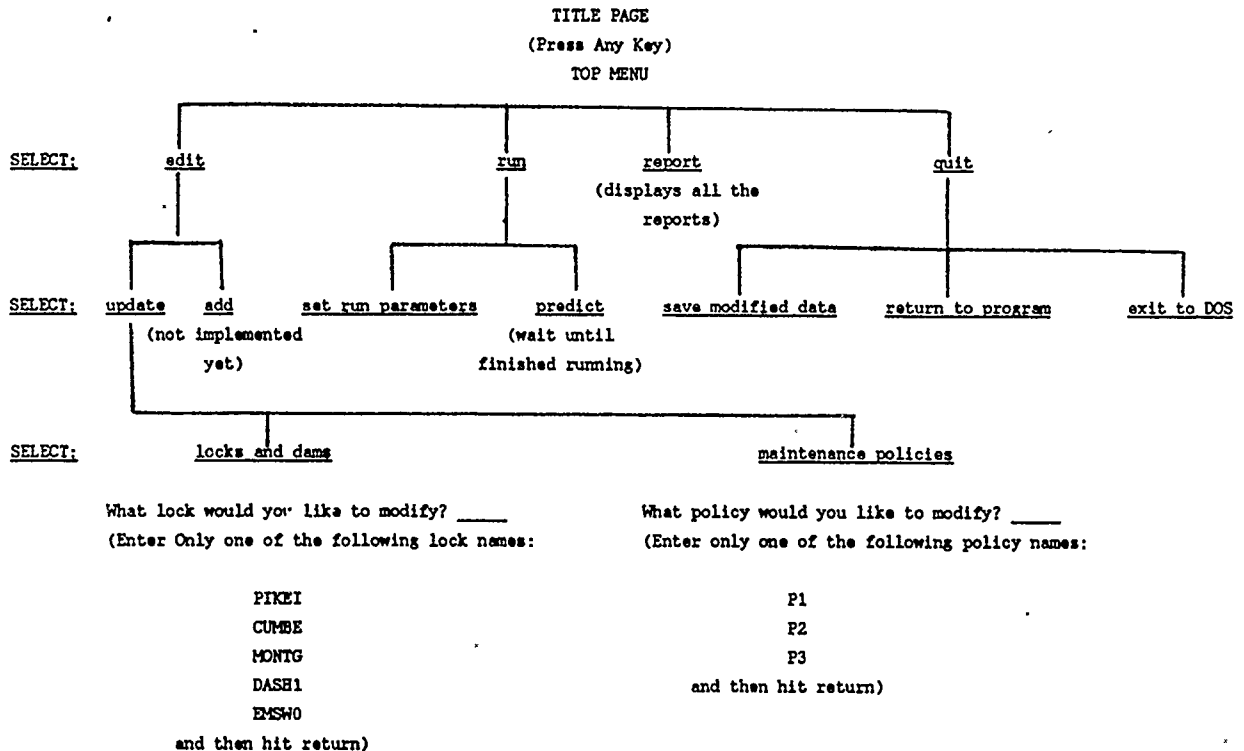 TITLE PAGE
(Press Any Key)
TOP MENU
SELECT: edit run report quit
(displays all the
reports)
SELECT: update add set run parameters predict save modified data return to program exit to DOS
(not implemented (wait until
yet) finished running)
SELECT: locks and dams maintenance policies
What lock would you like to modify? ____ What policy would you like to modify? ____
(Enter Only one of the following lock names: (Enter only one of the following policy names:
PIKEI P1
CUMBE P2
MONTG P3
DASH1 and then hit return)
EMSWO
and then hit return)